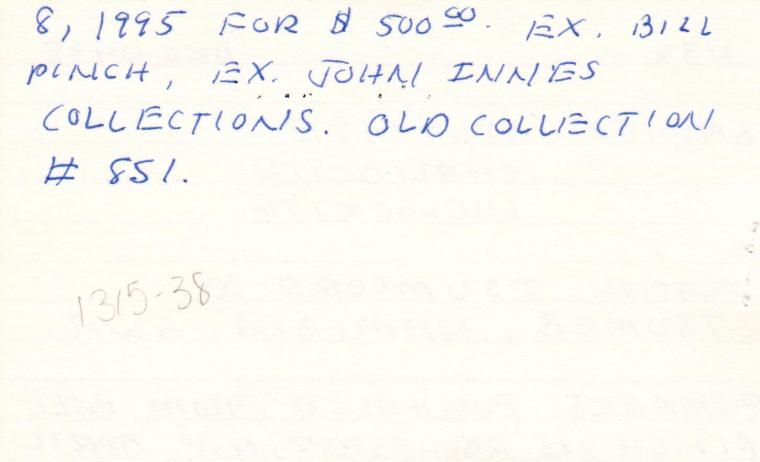 8, 1995 FOR $ 500 00. EX. BILL
PINCH, EX. JOHN INNES
COLLECTIONS. OLD COLLECTION
# 851.
1315-38